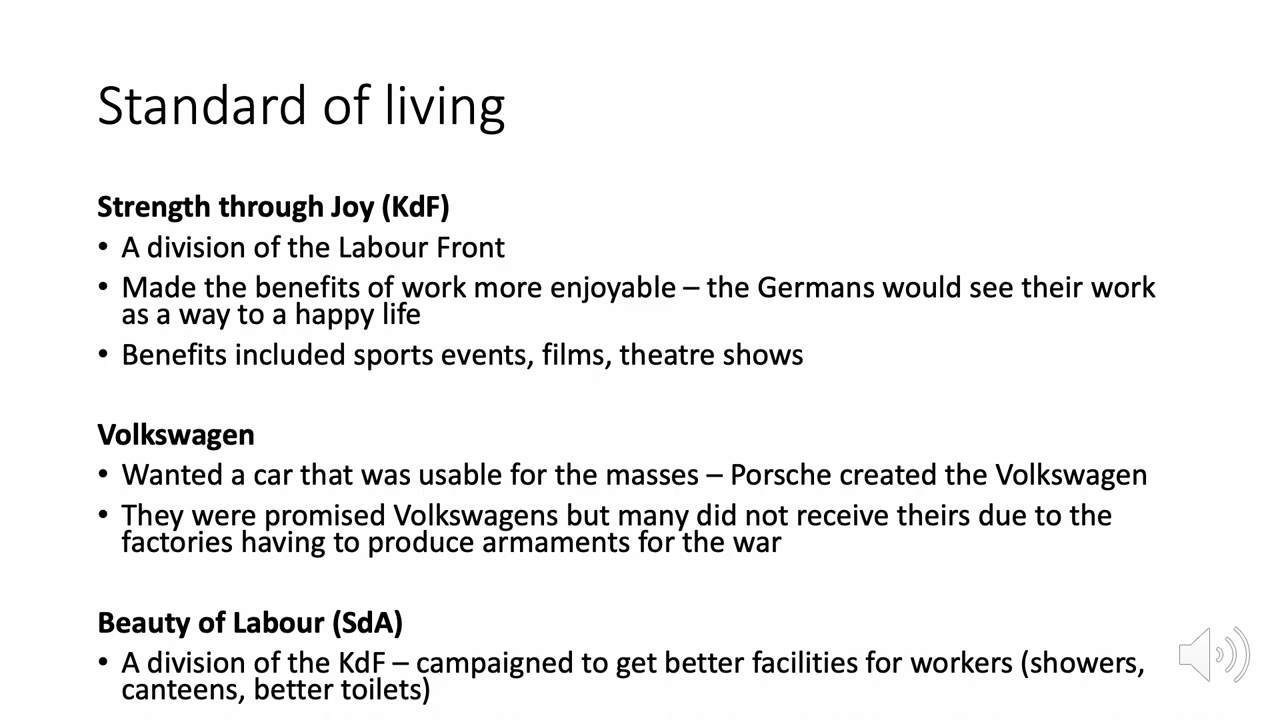 Standard of living
Strength through Joy (KdF)
• A division of the Labour Front
• Made the benefits of work more enjoyable – the Germans would see their work
as a way to a happy life
• Benefits included sports events, films, theatre shows
Volkswagen
• Wanted a car that was usable for the masses – Porsche created the Volkswagen
• They were promised Volkswagens but many did not receive theirs due to the
factories having to produce armaments for the war
Beauty of Labour (SdA)
• A division of the KdF – campaigned to get better facilities for workers (showers,
canteens, better toilets)